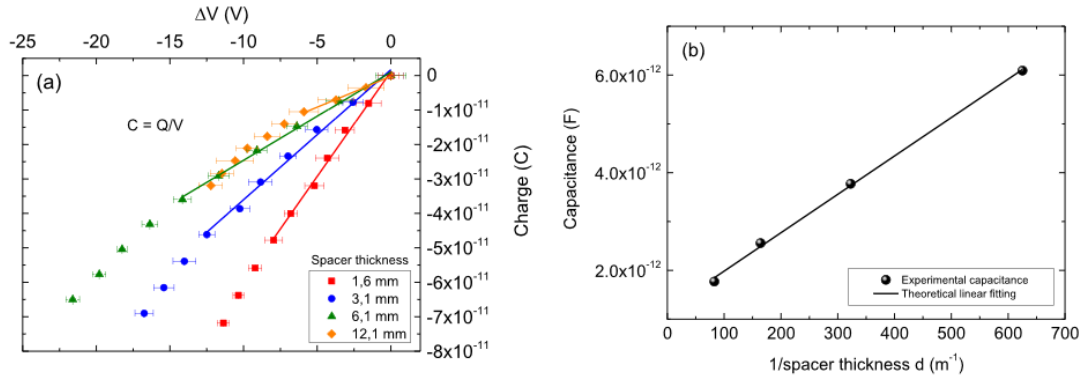 ΔV (V)
-25 -20 -15 -10 -5 0
(a)
C = Q/V
0
-1x10⁻¹¹
-2x10⁻¹¹
-3x10⁻¹¹
-4x10⁻¹¹
-5x10⁻¹¹
-6x10⁻¹¹
-7x10⁻¹¹
-8x10⁻¹¹
Charge (C)
Spacer thickness
1,6 mm
3,1 mm
6,1 mm
12,1 mm
(b)
Capacitance (F)
6.0x10⁻¹²
4.0x10⁻¹²
2.0x10⁻¹²
Experimental capacitance
Theoretical linear fitting
0 100 200 300 400 500 600 700
1/spacer thickness d (m⁻¹)